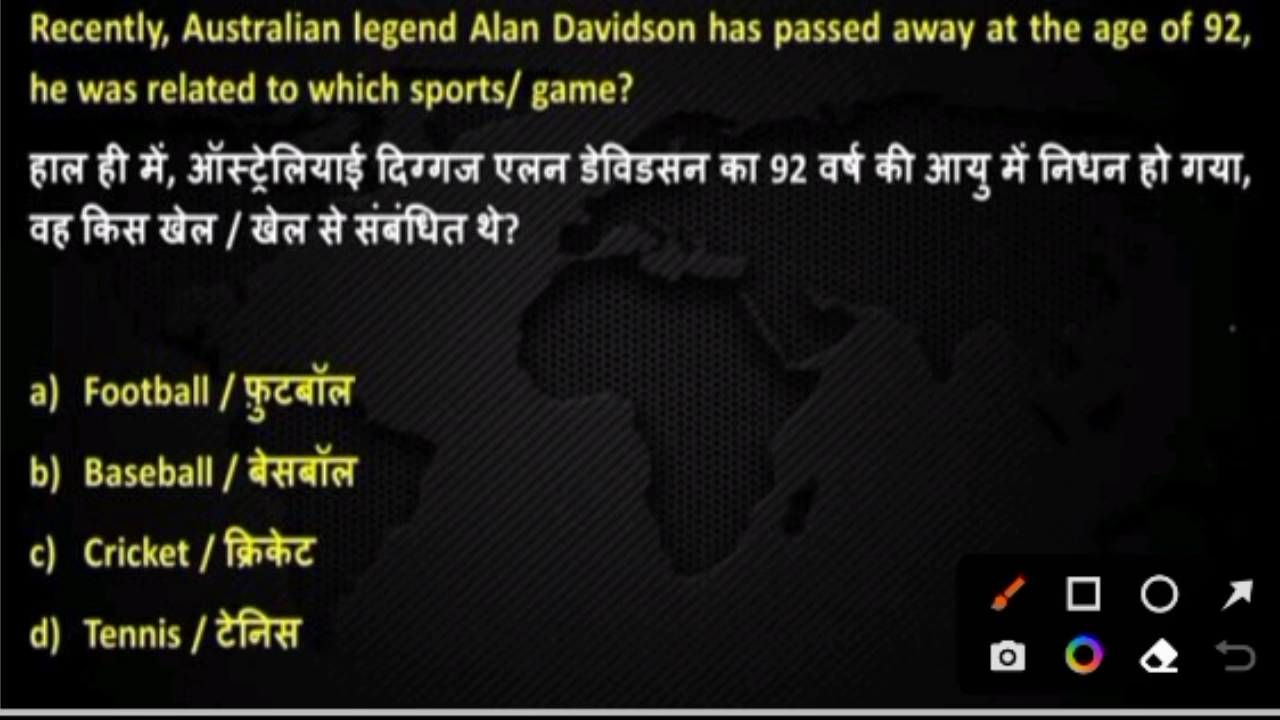 Recently, Australian legend Alan Davidson has passed away at the age of 92,
he was related to which sports/ game?
हाल ही में, ऑस्ट्रेलियाई दिग्गज एलन डेविडसन का 92 वर्ष की आयु में निधन हो गया,
वह किस खेल / खेल से संबंधित थे?
a) Football / फ़ुटबॉल
b) Baseball / बेसबॉल
c) Cricket / क्रिकेट
d) Tennis / टेनिस